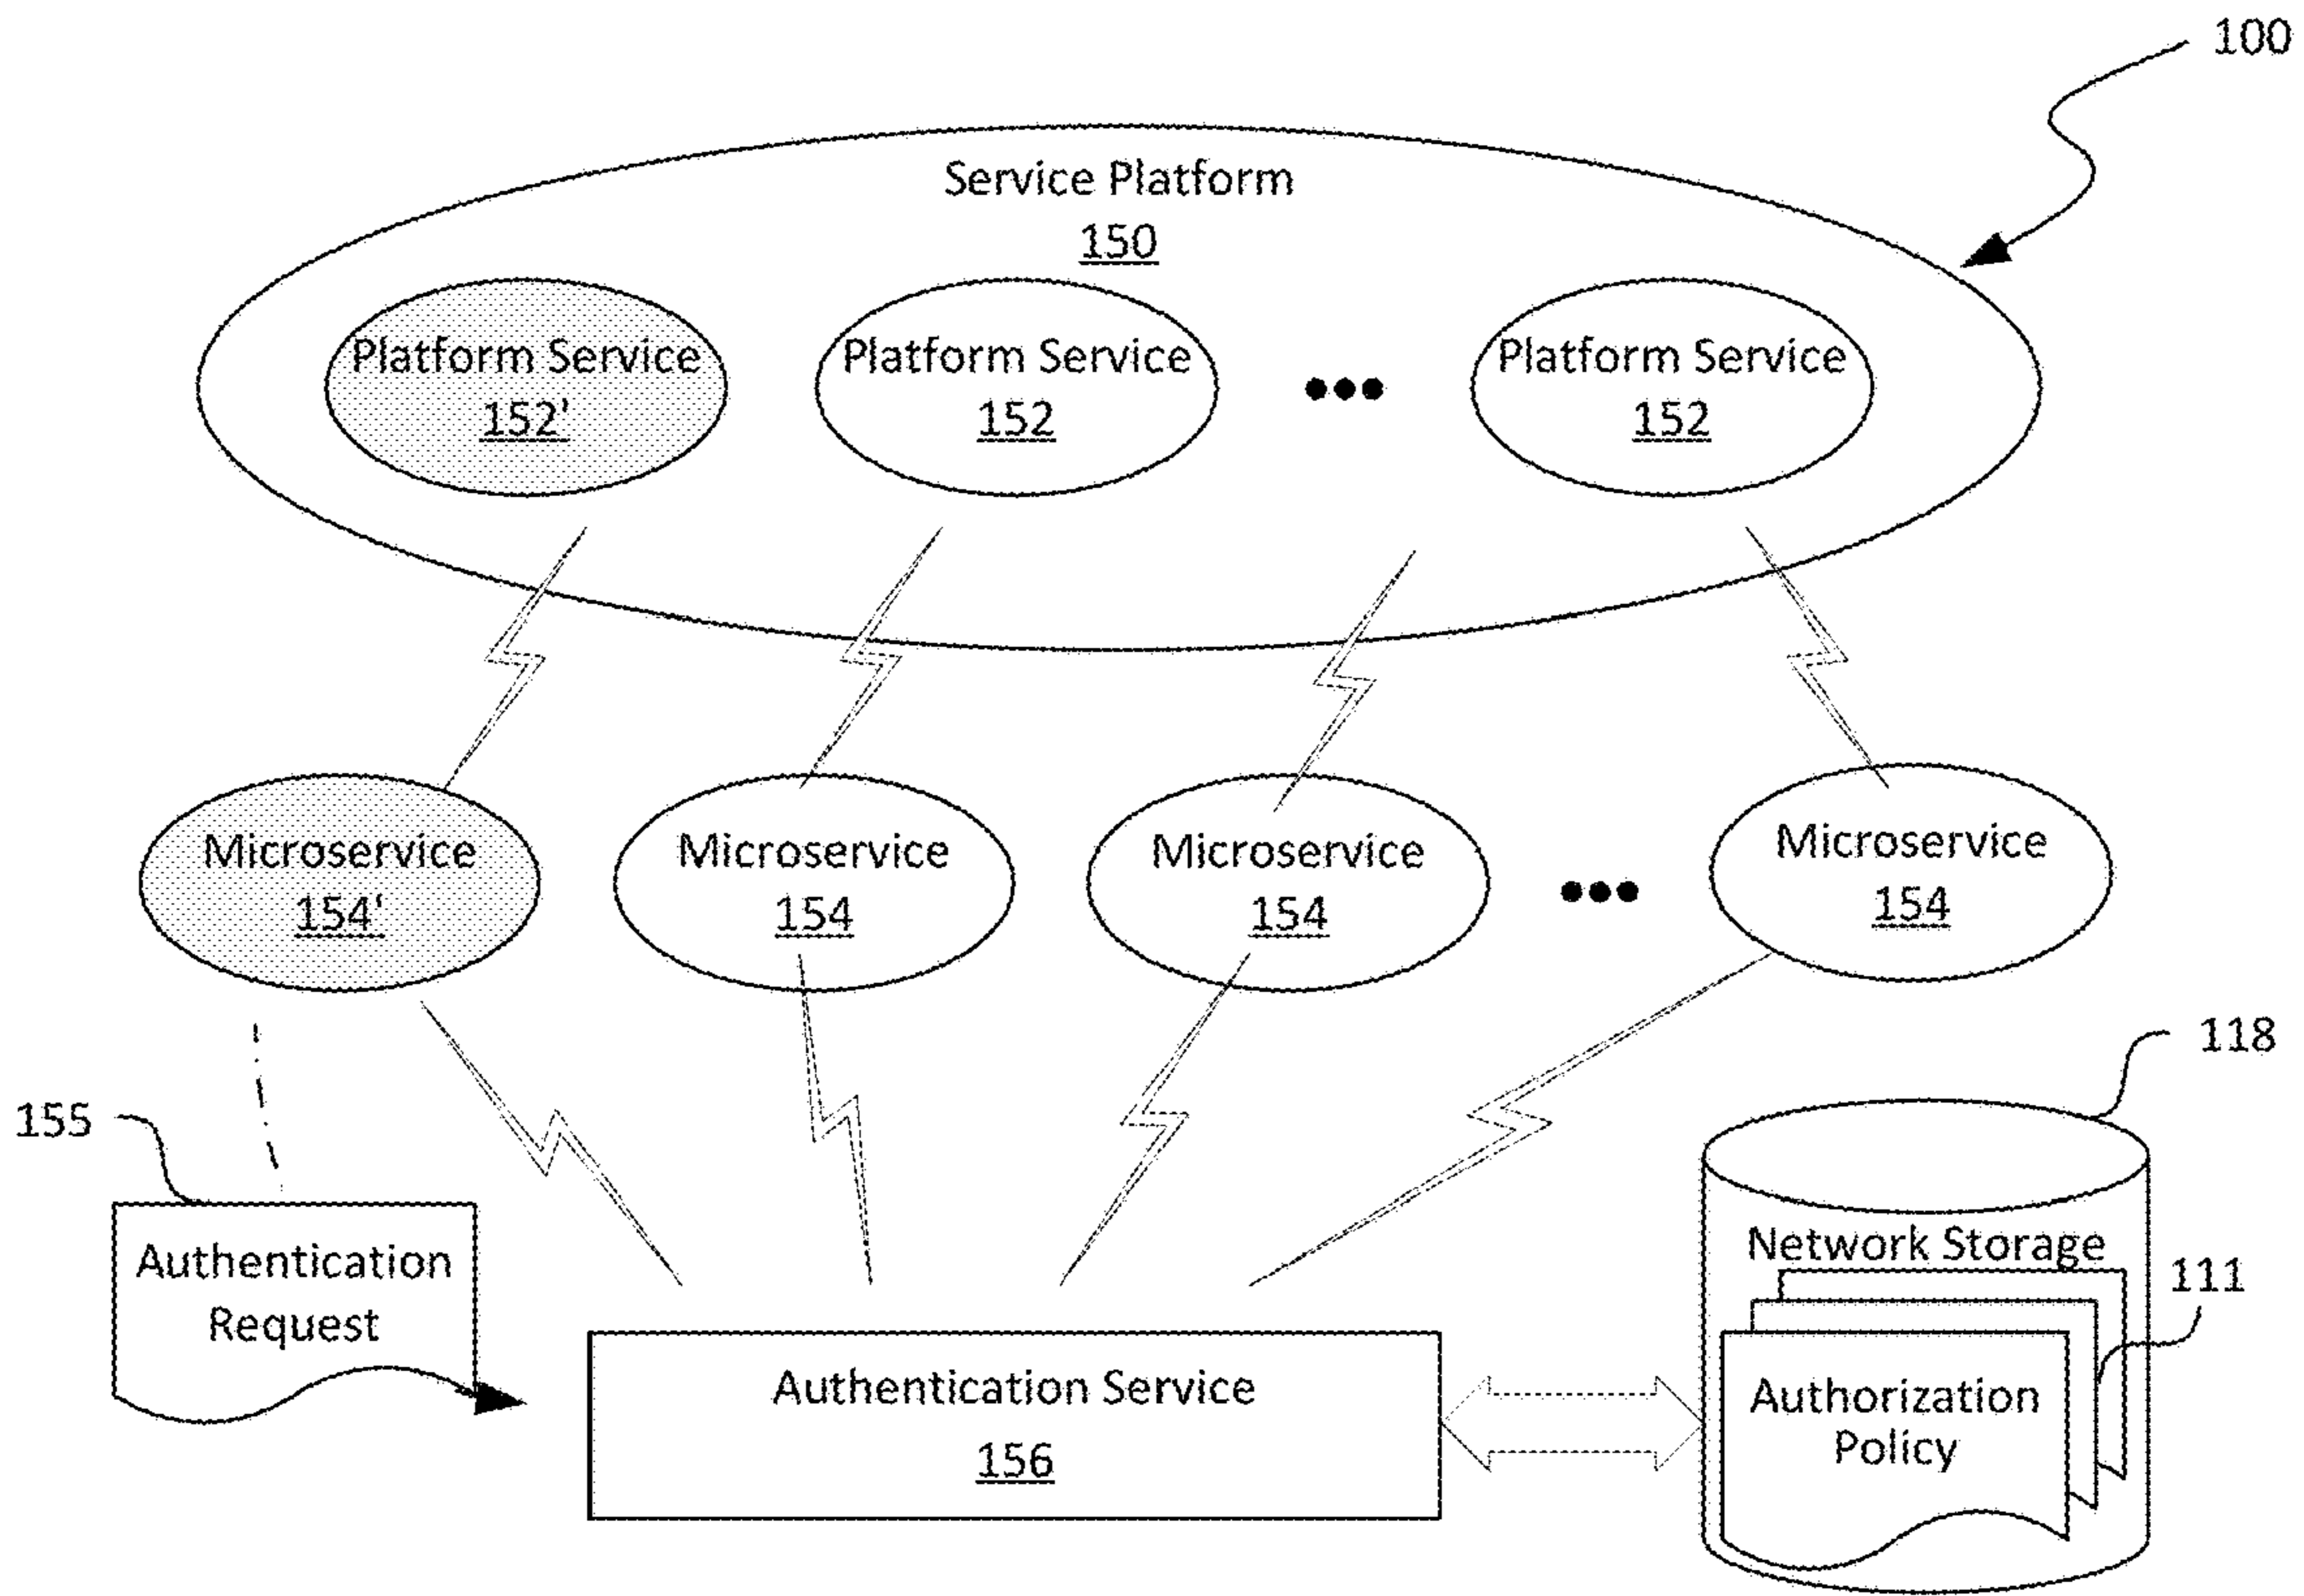 100
Service Platform
150
Platform Service
152'
Platform Service
152
Platform Service
152
Microservice
154'
Microservice
154
Microservice
154
Microservice
154
118
155
Network Storage
111
Authentication
Request
Authentication Service
156
Authorization
Policy